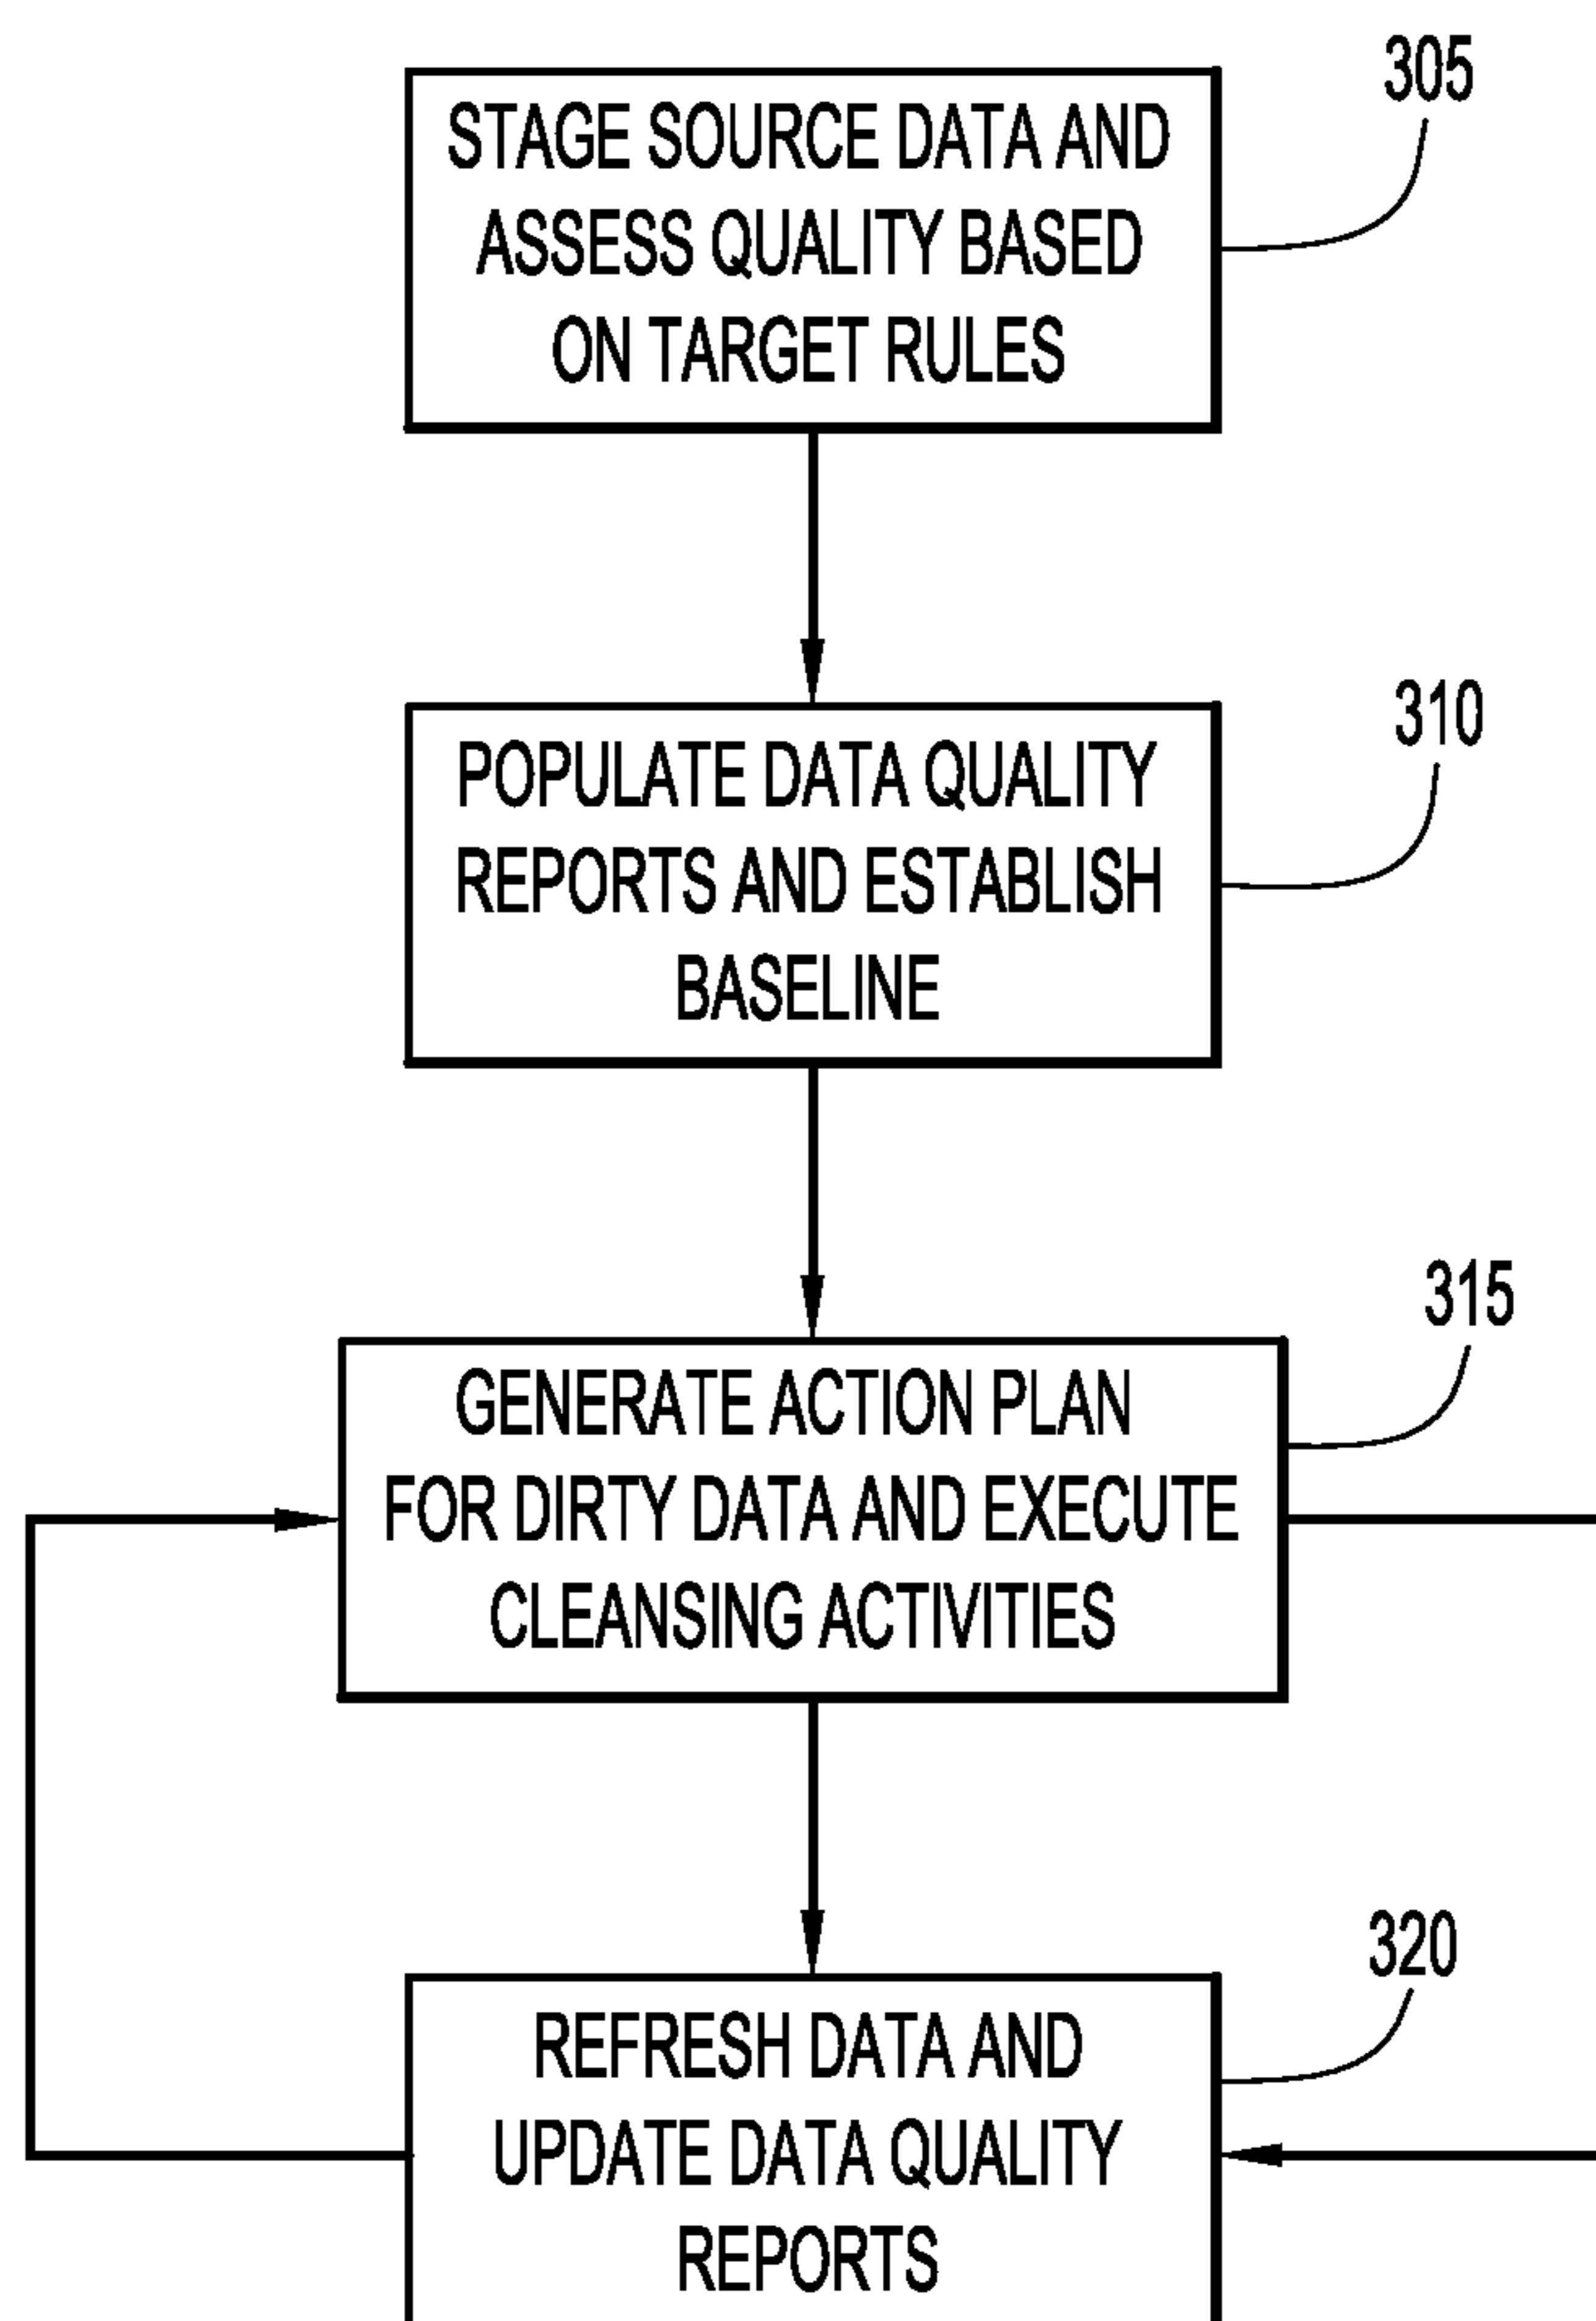 305
STAGE SOURCE DATA AND
ASSESS QUALITY BASED
ON TARGET RULES
310
POPULATE DATA QUALITY
REPORTS AND ESTABLISH
BASELINE
315
GENERATE ACTION PLAN
FOR DIRTY DATA AND EXECUTE
CLEANSING ACTIVITIES
320
REFRESH DATA AND
UPDATE DATA QUALITY
REPORTS